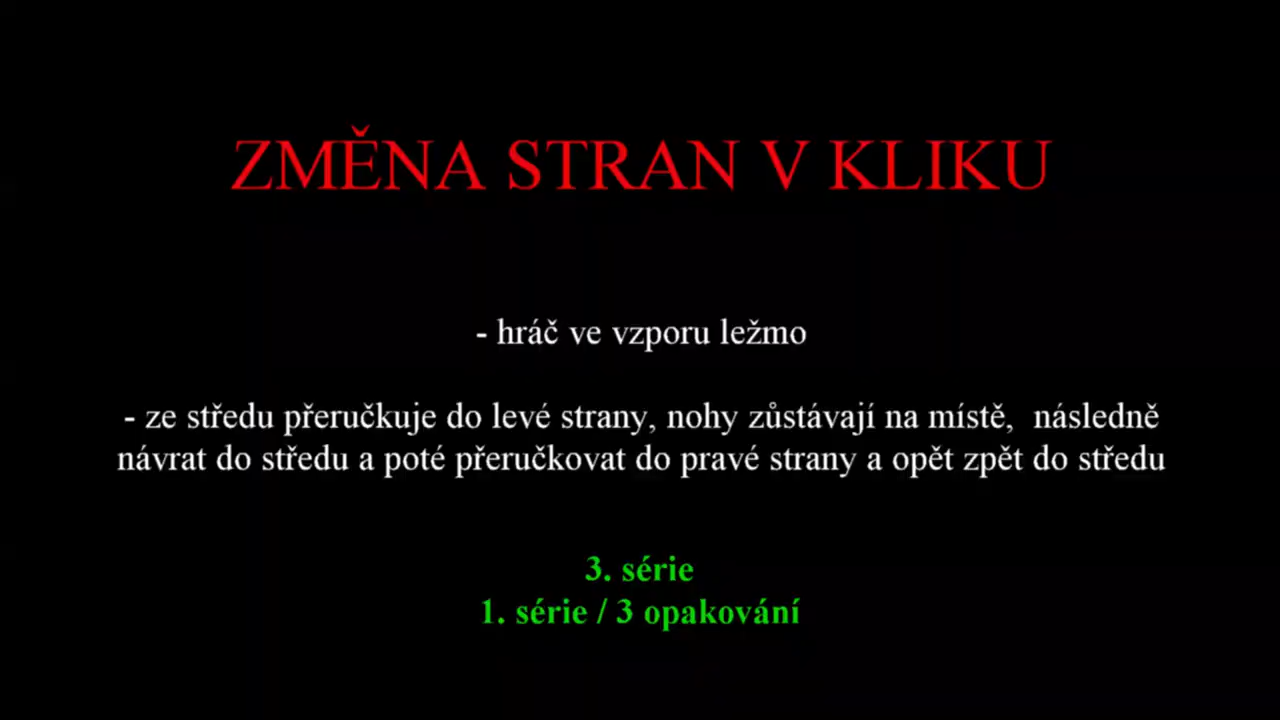 ZMĚNA STRAN V KLIKU
- hráč ve vzporu ležmo
- ze středu přeručkuje do levé strany, nohy zůstávají na místě,  následně
návrat do středu a poté přeručkovat do pravé strany a opět zpět do středu
3. série
1. série / 3 opakování